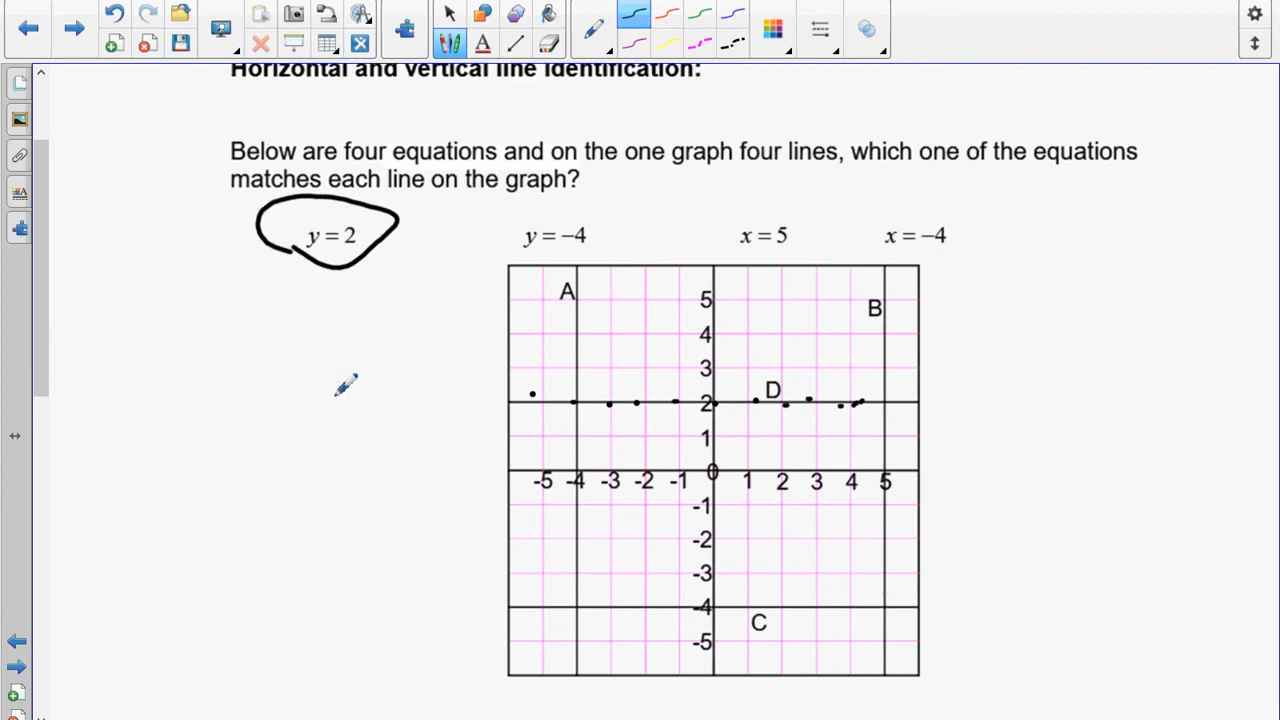 Horizontal and vertical line identification:
Below are four equations and on the one graph four lines, which one of the equations
matches each line on the graph?
y = 2 y = −4 x = 5 x = −4
A
5
B
4
3
D
2
1
0
-5 -4 -3 -2 -1 1 2 3 4 5
-1
-2
-3
-4
C
-5